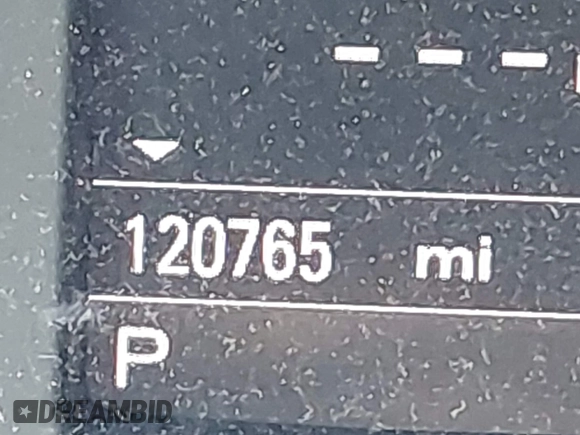 ---
120765 mi
P
DREAMBID